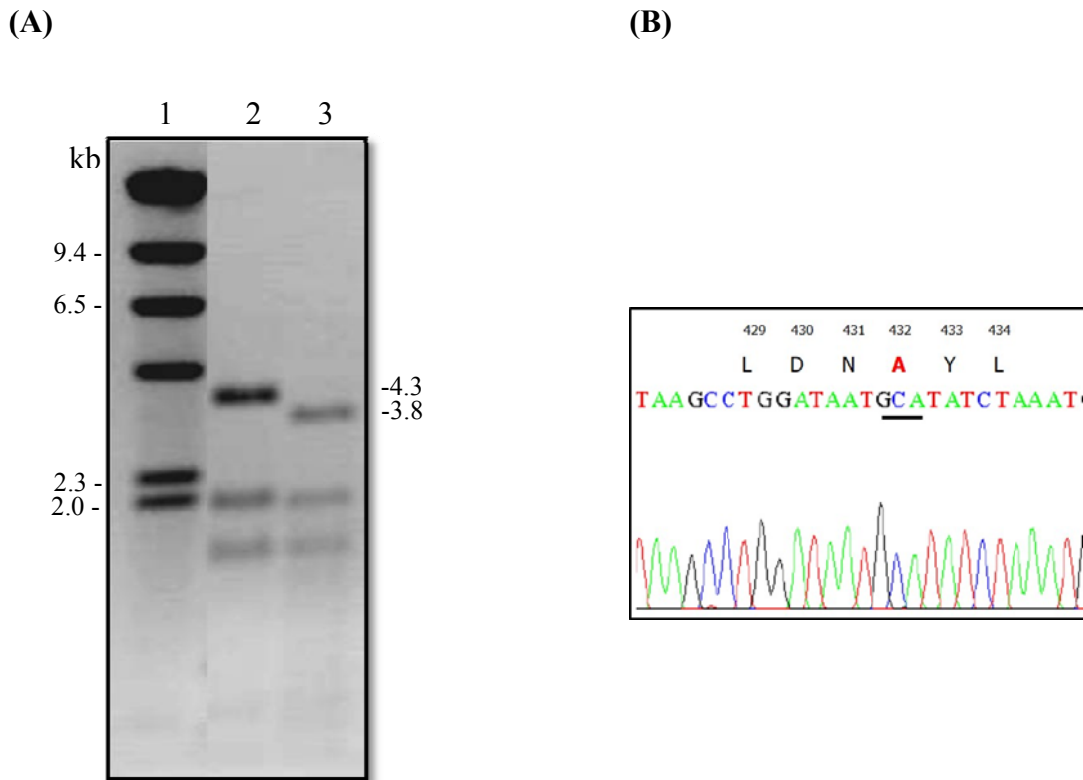 (A)
(B)
1 2 3
kb
9.4 -
6.5 -
-4.3
-3.8
2.3 -
2.0 -
429 430 431 432 433 434
L D N A Y L
TAAGCCTGGATAATGCATATCTAAAT